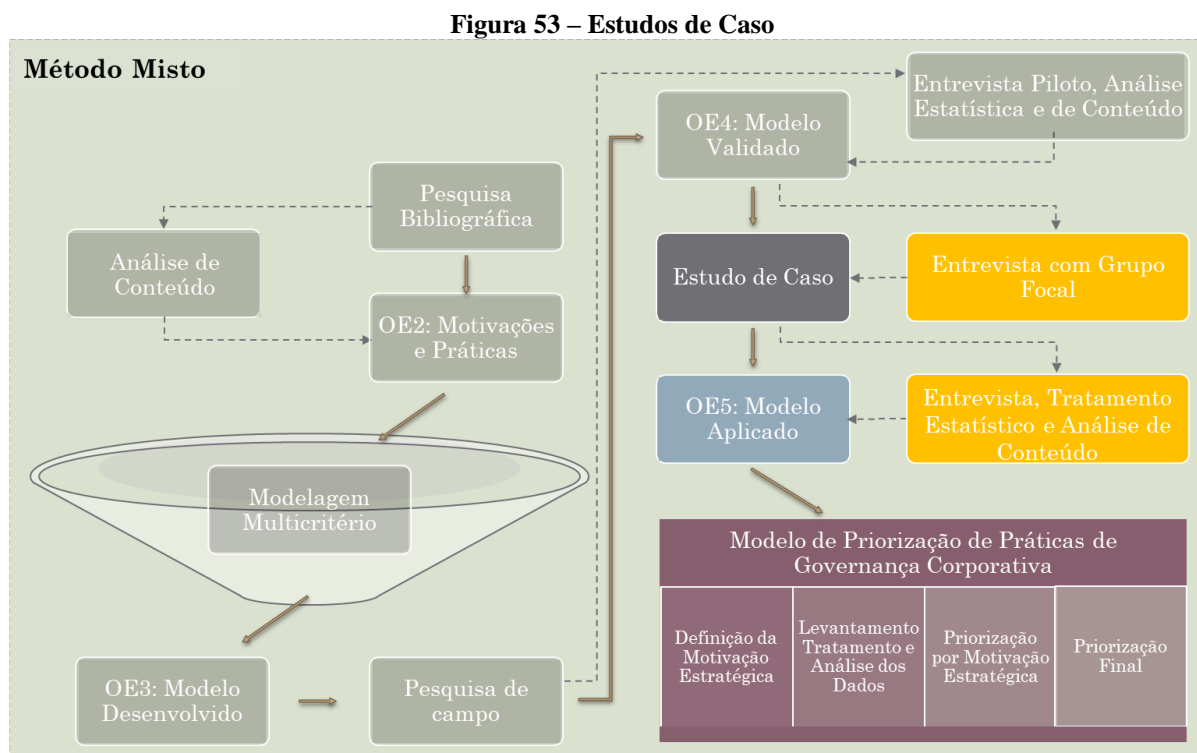 Figura 53 – Estudos de Caso
Método Misto
Pesquisa
Bibliográfica
Análise de
Conteúdo
OE2: Motivações
e Práticas
Modelagem
Multicritério
OE3: Modelo
Desenvolvido
Pesquisa de
campo
Entrevista Piloto, Análise
Estatística e de Conteúdo
OE4: Modelo
Validado
Estudo de Caso
Entrevista com Grupo
Focal
OE5: Modelo
Aplicado
Entrevista, Tratamento
Estatístico e Análise de
Conteúdo
Modelo de Priorização de Práticas de
Governança Corporativa
Definição da
Motivação
Estratégica
Levantamento
Tratamento e
Análise dos
Dados
Priorização
por Motivação
Estratégica
Priorização
Final